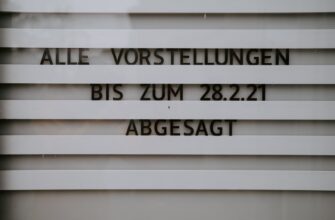 ALLE VORSTELLUNGEN
BIS ZUM 28.2.21
ABGESAGT